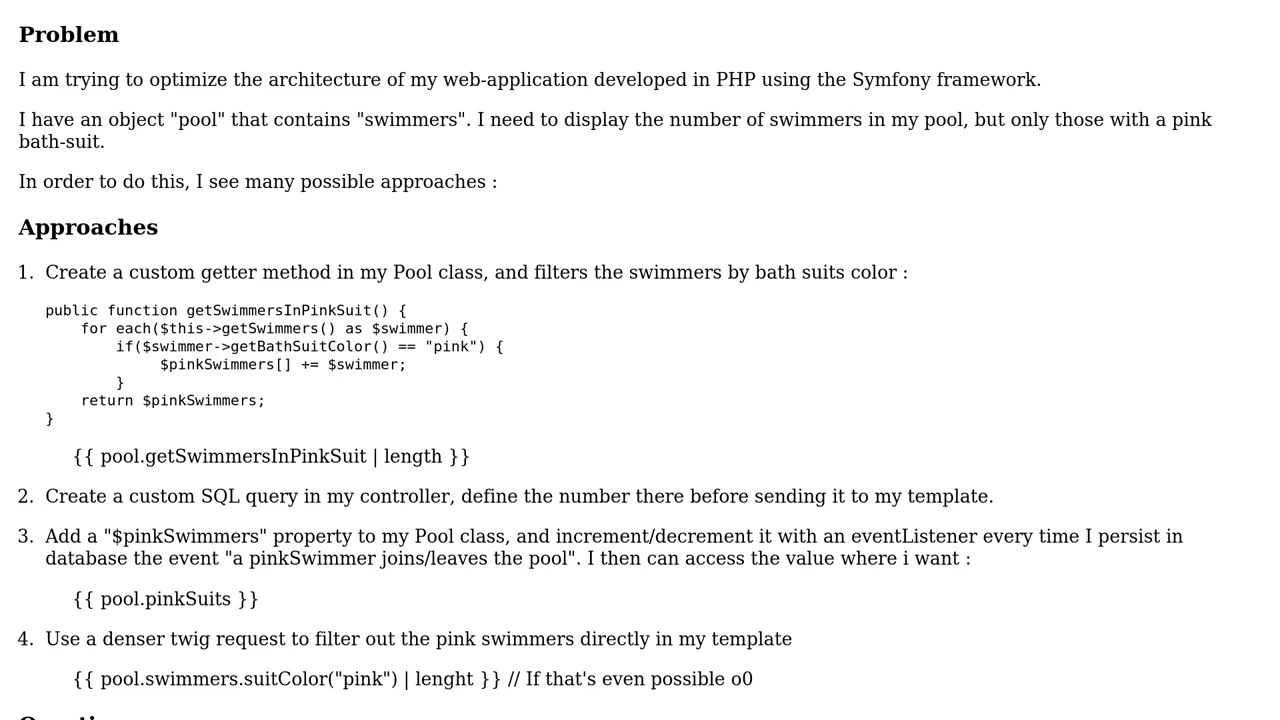 Problem
I am trying to optimize the architecture of my web-application developed in PHP using the Symfony framework.
I have an object "pool" that contains "swimmers". I need to display the number of swimmers in my pool, but only those with a pink
bath-suit.
In order to do this, I see many possible approaches :
Approaches
1. Create a custom getter method in my Pool class, and filters the swimmers by bath suits color :
public function getSwimmersInPinkSuit() {
    for each($this->getSwimmers() as $swimmer) {
        if($swimmer->getBathSuitColor() == "pink") {
             $pinkSwimmers[] += $swimmer;
        }
    return $pinkSwimmers;
}
{{ pool.getSwimmersInPinkSuit | length }}
2. Create a custom SQL query in my controller, define the number there before sending it to my template.
3. Add a "$pinkSwimmers" property to my Pool class, and increment/decrement it with an eventListener every time I persist in
database the event "a pinkSwimmer joins/leaves the pool". I then can access the value where i want :
{{ pool.pinkSuits }}
4. Use a denser twig request to filter out the pink swimmers directly in my template
{{ pool.swimmers.suitColor("pink") | lenght }} // If that's even possible o0